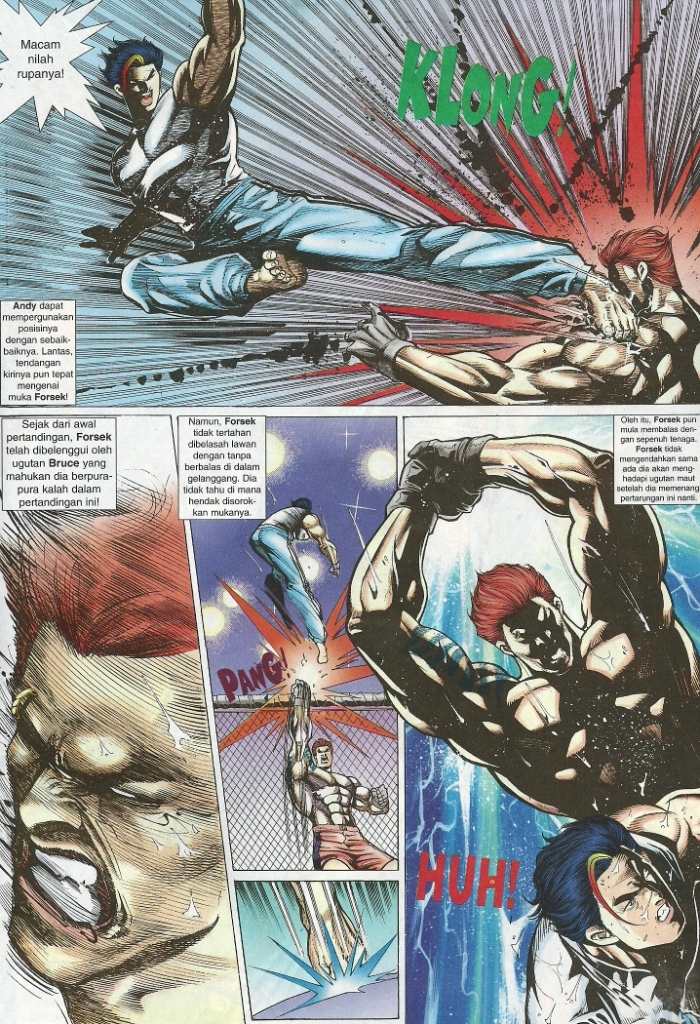 Macam
nilah
rupanya!
KLONG!
Andy dapat
mempergunakan
posisinya
dengan sebaik-
baiknya. Lantas,
tendangan
kirinya pun tepat
mengenai
muka Forsek!
Sejak dari awal
pertandingan, Forsek
telah dibelenggui oleh
ugutan Bruce yang
mahukan dia berpura-
pura kalah dalam
pertandingan ini!
Namun, Forsek
tidak tertahan
dibelasah lawan
dengan tanpa
berbalas di dalam
gelanggang. Dia
tidak tahu di mana
hendak disorok-
kan mukanya.
PANG!
Oleh itu, Forsek pun
mula membalas den-
gan sepenuh tenaga.
Forsek tidak
mengendahkan sama
ada dia akan meng-
hadapi ugutan maut
setelah dia memenang
pertarungan ini nanti.
HUH!